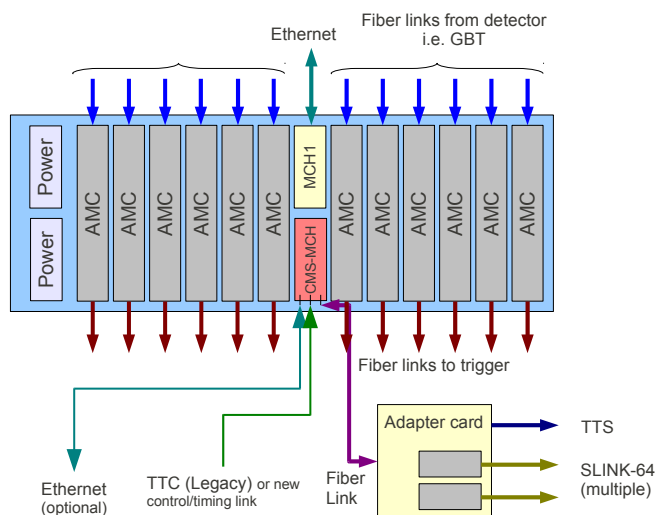 Ethernet
Fiber links from detector
i.e. GBT
Power
Power
AMC
AMC
AMC
AMC
AMC
AMC
MCH1
CMS-MCH
AMC
AMC
AMC
AMC
AMC
AMC
Fiber links to trigger
Adapter card
TTS
SLINK-64
(multiple)
Fiber
Link
TTC (Legacy) or new
control/timing link
Ethernet
(optional)